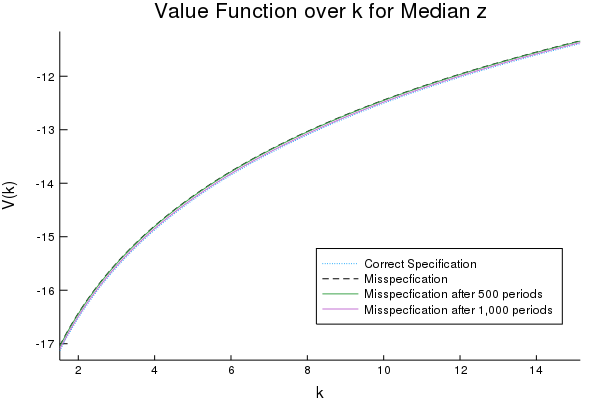 Value Function over k for Median z
V(k)
-12
-13
-14
-15
-16
-17
Correct Specification
Misspecfication
Misspecfication after 500 periods
Misspecfication after 1,000 periods
2 4 6 8 10 12 14
k